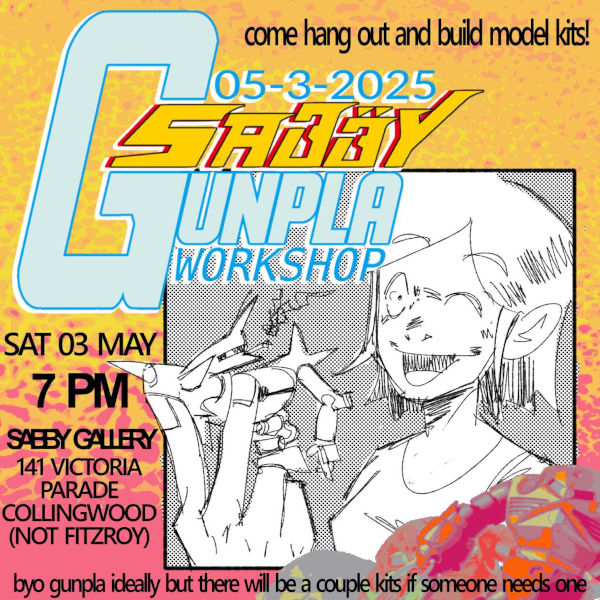 come hang out and build model kits!
05-3-2025
SABBY
GUNPLA
WORKSHOP
SAT 03 MAY
7 PM
SABBY GALLERY
141 VICTORIA
PARADE
COLLINGWOOD
(NOT FITZROY)
byo gunpla ideally but there will be a couple kits if someone needs one